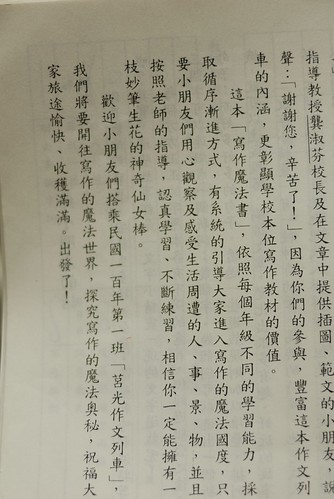 指導教授龔淑芬校長及在文章中提供插圖、範文的小朋友，說
聲：「謝謝您，辛苦了！」，因為你們的參與，豐富這本作文列
車的內涵，更彰顯學校本位寫作教材的價值。
這本「寫作魔法書」，依照每個年級不同的學習能力，採
取循序漸進方式，有系統的引導大家進入寫作的魔法國度，只
要小朋友們用心觀察及感受生活周遭的人、事、景、物，並且
按照老師的指導，認真學習，不斷練習，相信你一定能擁有一
枝妙筆生花的神奇仙女棒。
歡迎小朋友們搭乘民國一百年第一班「莒光作文列車」，
我們將要開往寫作的魔法世界，探究寫作的魔法奧秘，祝福大
家旅途愉快、收穫滿滿。出發了！